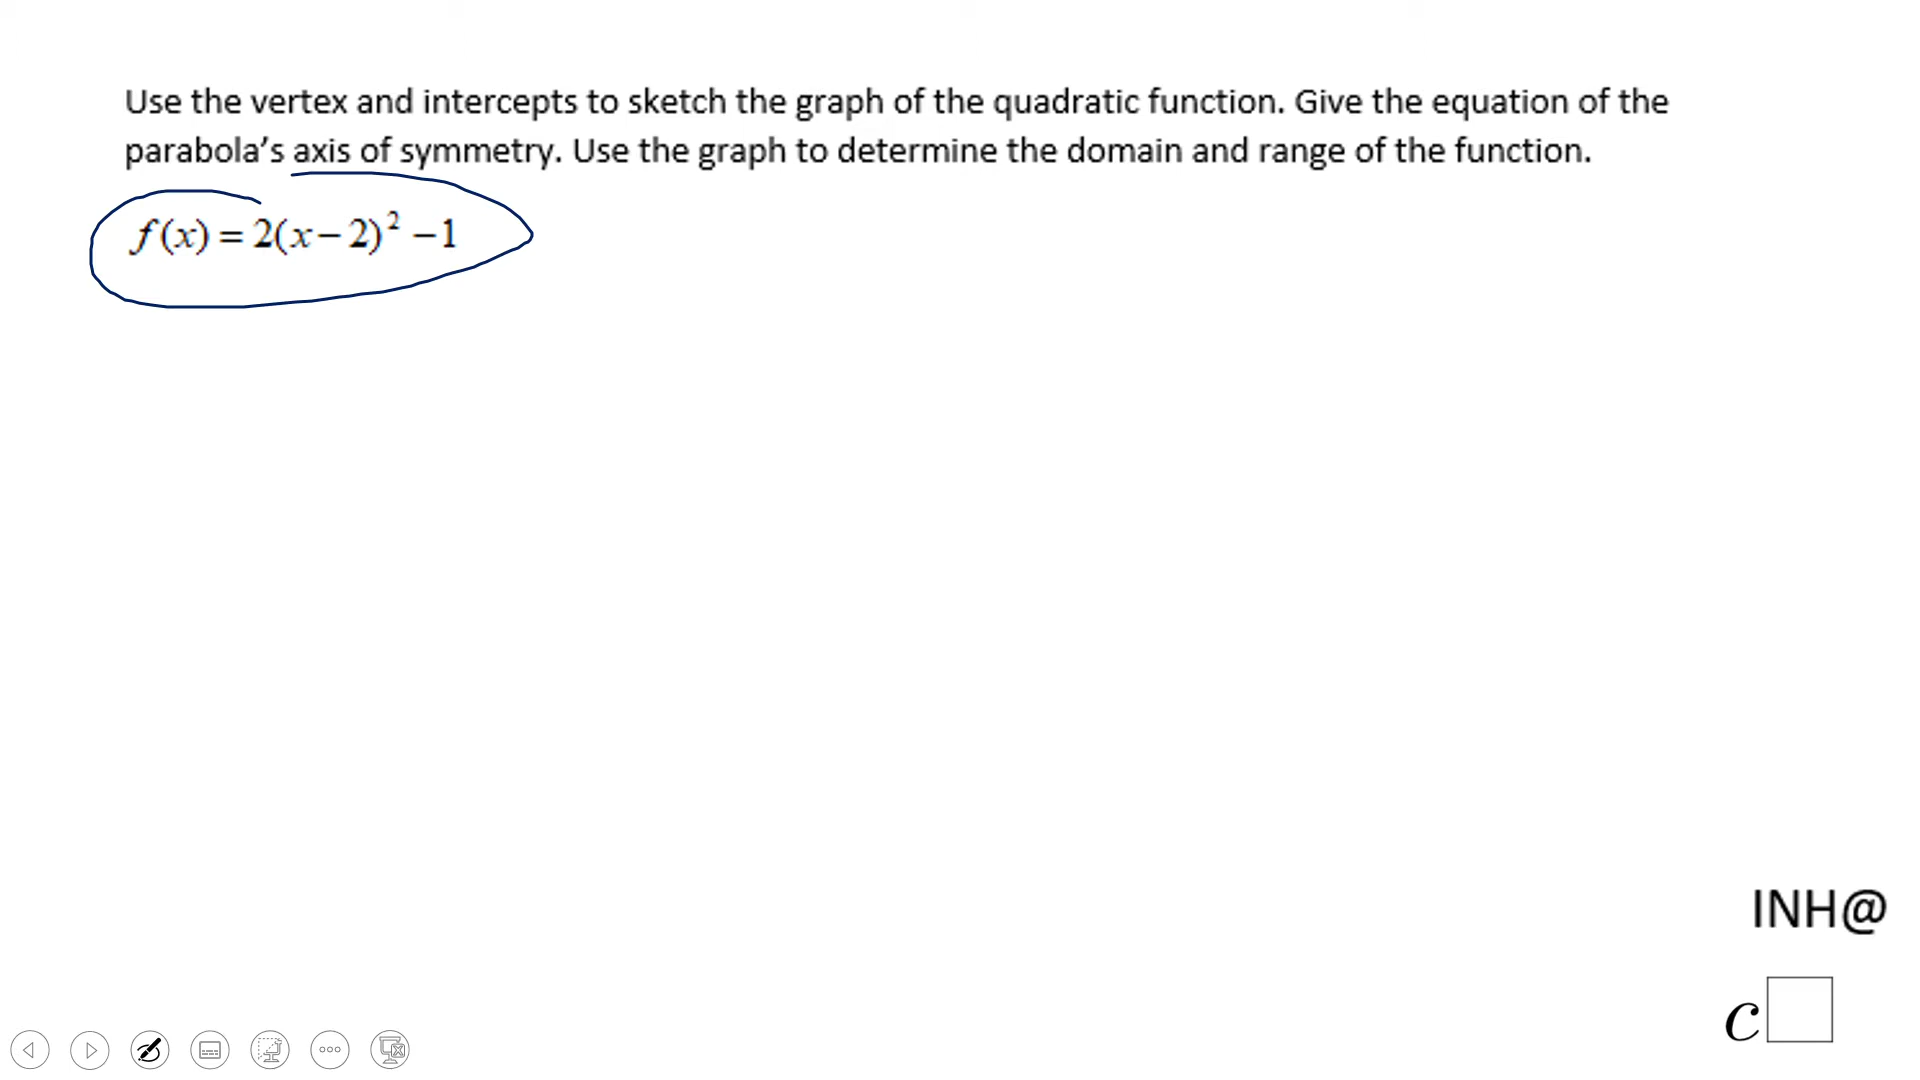 Use the vertex and intercepts to sketch the graph of the quadratic function. Give the equation of the
parabola’s axis of symmetry. Use the graph to determine the domain and range of the function.
f(x) = 2(x − 2)² − 1
INH@
c